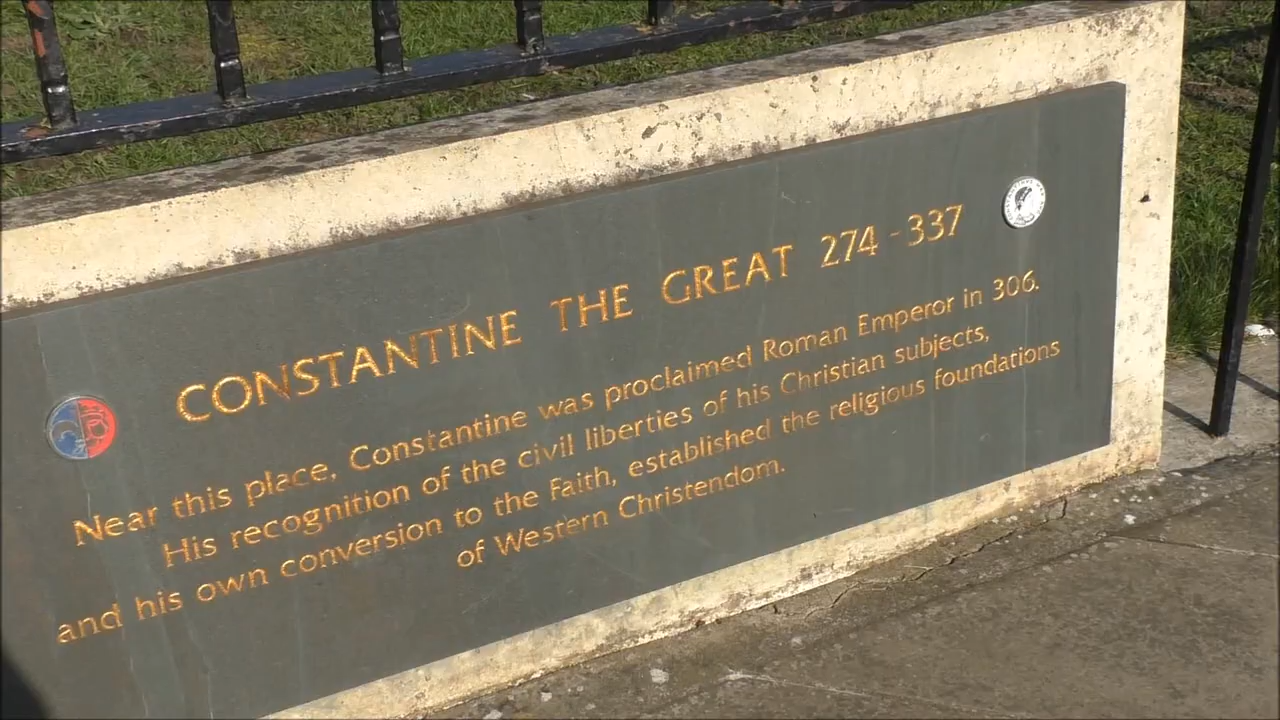 CONSTANTINE THE GREAT 274-337
Near this place, Constantine was proclaimed Roman Emperor in 306.
His recognition of the civil liberties of his Christian subjects,
and his own conversion to the Faith, established the religious foundations
of Western Christendom.